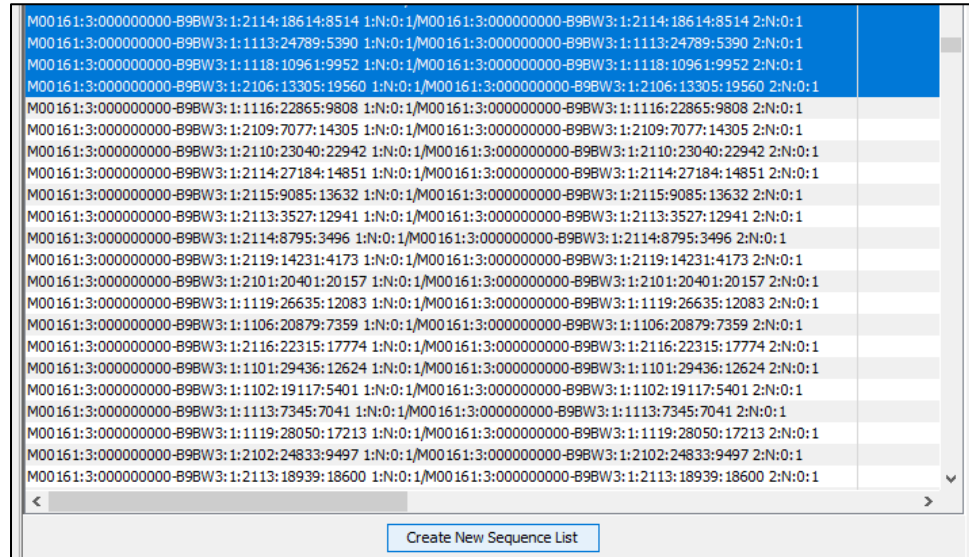 M00161:3:000000000-B9BW3:1:2114:18614:8514 1:N:0:1/M00161:3:000000000-B9BW3:1:2114:18614:8514 2:N:0:1
M00161:3:000000000-B9BW3:1:1113:24789:5390 1:N:0:1/M00161:3:000000000-B9BW3:1:1113:24789:5390 2:N:0:1
M00161:3:000000000-B9BW3:1:1118:10961:9952 1:N:0:1/M00161:3:000000000-B9BW3:1:1118:10961:9952 2:N:0:1
M00161:3:000000000-B9BW3:1:2106:13305:19560 1:N:0:1/M00161:3:000000000-B9BW3:1:2106:13305:19560 2:N:0:1
M00161:3:000000000-B9BW3:1:1116:22865:9808 1:N:0:1/M00161:3:000000000-B9BW3:1:1116:22865:9808 2:N:0:1
M00161:3:000000000-B9BW3:1:2109:7077:14305 1:N:0:1/M00161:3:000000000-B9BW3:1:2109:7077:14305 2:N:0:1
M00161:3:000000000-B9BW3:1:2110:23040:22942 1:N:0:1/M00161:3:000000000-B9BW3:1:2110:23040:22942 2:N:0:1
M00161:3:000000000-B9BW3:1:2114:27184:14851 1:N:0:1/M00161:3:000000000-B9BW3:1:2114:27184:14851 2:N:0:1
M00161:3:000000000-B9BW3:1:2115:9085:13632 1:N:0:1/M00161:3:000000000-B9BW3:1:2115:9085:13632 2:N:0:1
M00161:3:000000000-B9BW3:1:2113:3527:12941 1:N:0:1/M00161:3:000000000-B9BW3:1:2113:3527:12941 2:N:0:1
M00161:3:000000000-B9BW3:1:2114:8795:3496 1:N:0:1/M00161:3:000000000-B9BW3:1:2114:8795:3496 2:N:0:1
M00161:3:000000000-B9BW3:1:2119:14231:4173 1:N:0:1/M00161:3:000000000-B9BW3:1:2119:14231:4173 2:N:0:1
M00161:3:000000000-B9BW3:1:2101:20401:20157 1:N:0:1/M00161:3:000000000-B9BW3:1:2101:20401:20157 2:N:0:1
M00161:3:000000000-B9BW3:1:1119:26635:12083 1:N:0:1/M00161:3:000000000-B9BW3:1:1119:26635:12083 2:N:0:1
M00161:3:000000000-B9BW3:1:1106:20879:7359 1:N:0:1/M00161:3:000000000-B9BW3:1:1106:20879:7359 2:N:0:1
M00161:3:000000000-B9BW3:1:2116:22315:17774 1:N:0:1/M00161:3:000000000-B9BW3:1:2116:22315:17774 2:N:0:1
M00161:3:000000000-B9BW3:1:1101:29436:12624 1:N:0:1/M00161:3:000000000-B9BW3:1:1101:29436:12624 2:N:0:1
M00161:3:000000000-B9BW3:1:1102:19117:5401 1:N:0:1/M00161:3:000000000-B9BW3:1:1102:19117:5401 2:N:0:1
M00161:3:000000000-B9BW3:1:1113:7345:7041 1:N:0:1/M00161:3:000000000-B9BW3:1:1113:7345:7041 2:N:0:1
M00161:3:000000000-B9BW3:1:1119:28050:17213 1:N:0:1/M00161:3:000000000-B9BW3:1:1119:28050:17213 2:N:0:1
M00161:3:000000000-B9BW3:1:2102:24833:9497 1:N:0:1/M00161:3:000000000-B9BW3:1:2102:24833:9497 2:N:0:1
M00161:3:000000000-B9BW3:1:2113:18939:18600 1:N:0:1/M00161:3:000000000-B9BW3:1:2113:18939:18600 2:N:0:1
Create New Sequence List